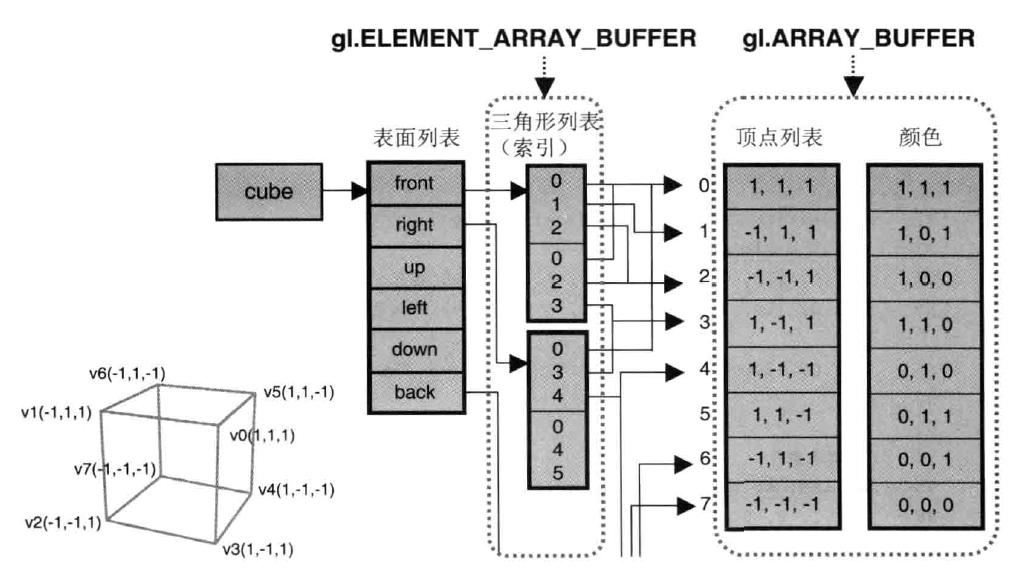 gl.ELEMENT_ARRAY_BUFFER
gl.ARRAY_BUFFER
表面列表
三角形列表
（索引）
顶点列表
颜色
cube
front
right
up
left
down
back
0
1
2
0
2
3
0
3
4
0
4
5
0
1, 1, 1
1, 1, 1
1
-1, 1, 1
1, 0, 1
2
-1, -1, 1
1, 0, 0
3
1, -1, 1
1, 1, 0
4
1, -1, -1
0, 1, 0
5
1, 1, -1
0, 1, 1
6
-1, 1, -1
0, 0, 1
7
-1, -1, -1
0, 0, 0
v6(-1,1,-1)
v5(1,1,-1)
v1(-1,1,1)
v0(1,1,1)
v7(-1,-1,-1)
v4(1,-1,-1)
v2(-1,-1,1)
v3(1,-1,1)